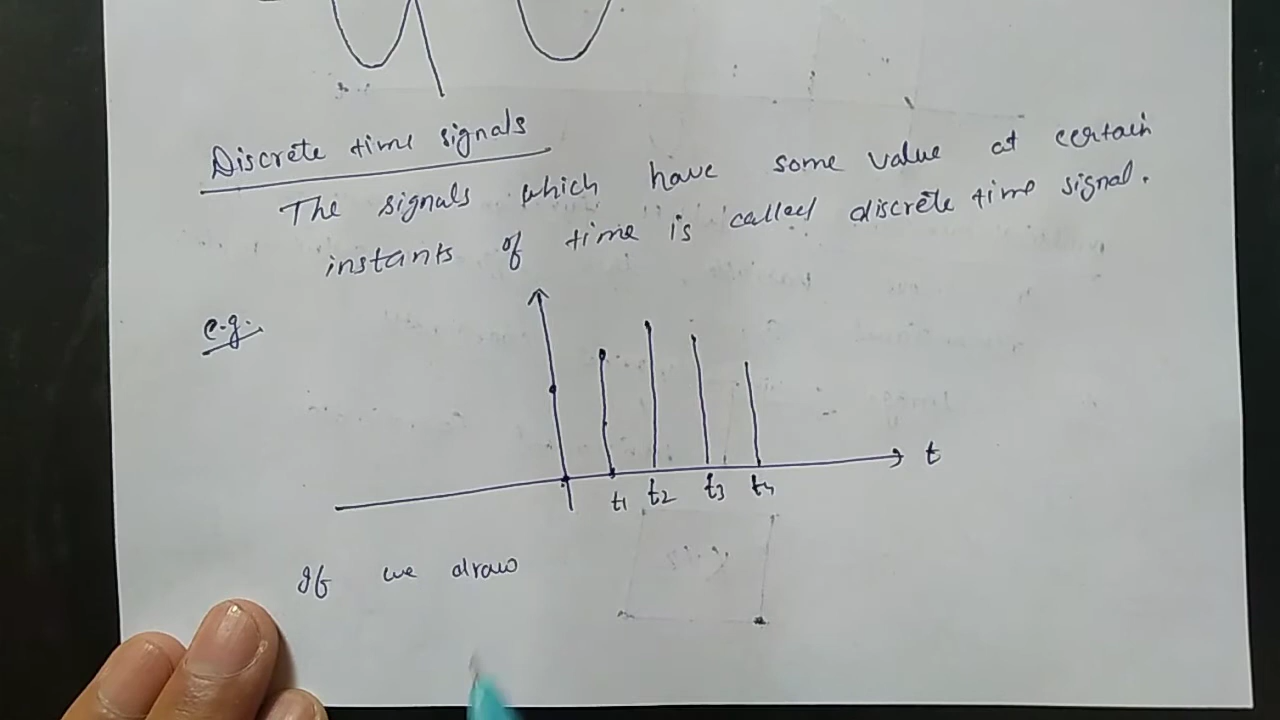 Discrete time signals
The signals which have some value at certain
instants of time is called discrete time signal.
e.g.
t
t1 t2 t3 t4
If we draw